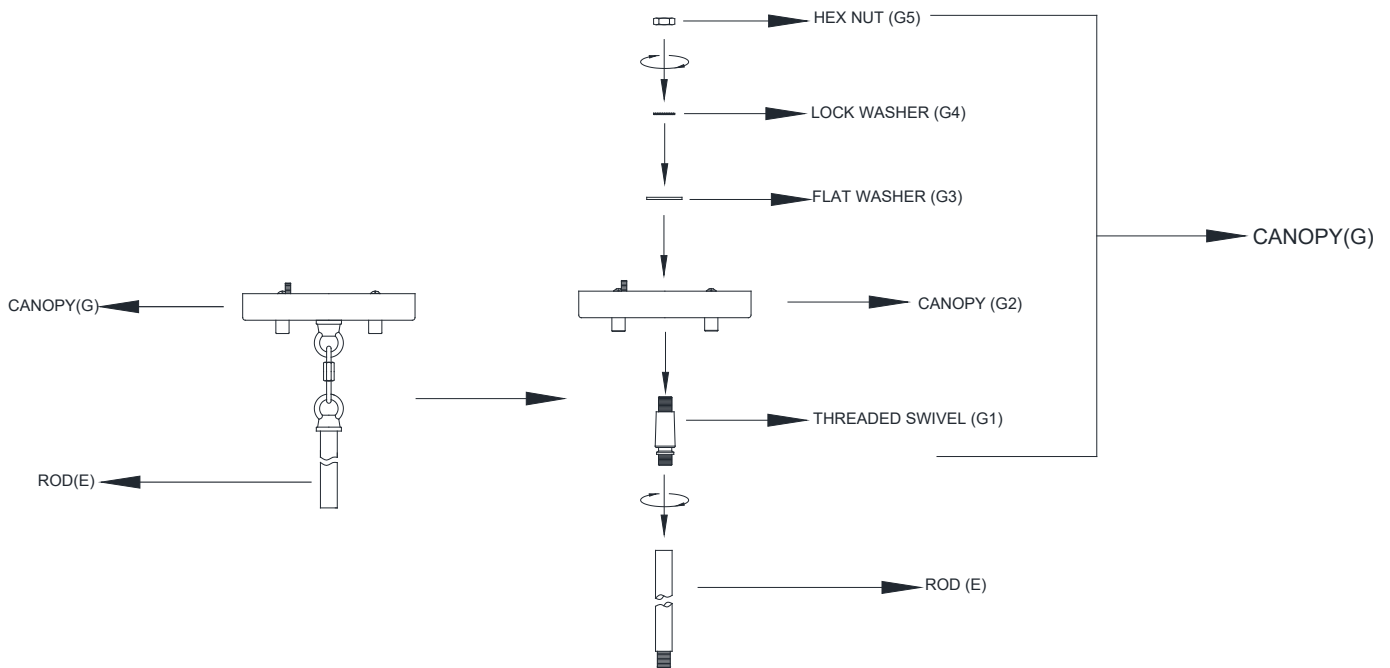 HEX NUT (G5)
LOCK WASHER (G4)
FLAT WASHER (G3)
CANOPY(G)
CANOPY(G)
CANOPY (G2)
THREADED SWIVEL (G1)
ROD(E)
ROD (E)